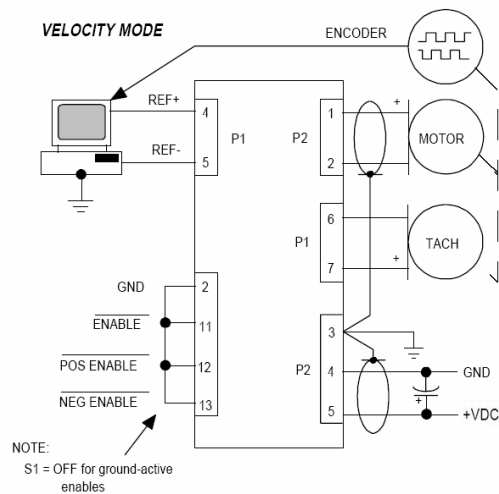 VELOCITY MODE
ENCODER
REF+
4
P1
P2
1
+
MOTOR
REF-
5
2
6
P1
TACH
7
+
GND
2
ENABLE
11
POS ENABLE
12
NEG ENABLE
13
3
P2
4
GND
+
5
+VDC
NOTE:
S1 = OFF for ground-active
enables